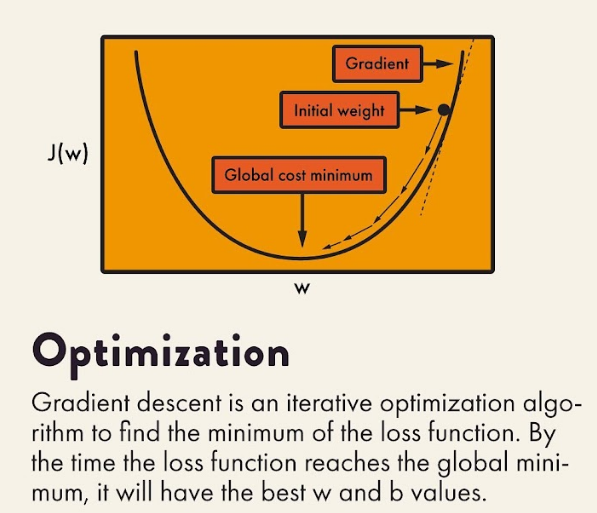 Gradient
Initial weight
J(w)
Global cost minimum
w
Optimization
Gradient descent is an iterative optimization algo-
rithm to find the minimum of the loss function. By
the time the loss function reaches the global mini-
mum, it will have the best w and b values.